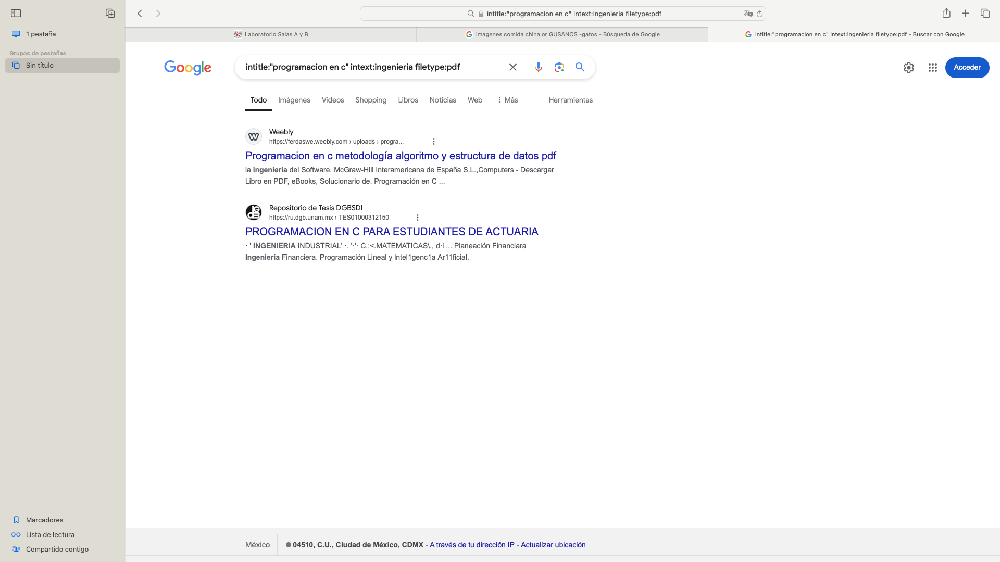 1 pestaña
Grupos de pestañas
Sin título
Marcadores
Lista de lectura
Compartido contigo
intitle:"programacion en c" intext:ingenieria filetype:pdf
Laboratorio Salas A y B
imagenes comida china or GUSANOS -gatos - Búsqueda de Google
intitle:"programacion en c" intext:ingenieria filetype:pdf - Buscar con Google
Google
intitle:"programacion en c" intext:ingenieria filetype:pdf
Acceder
Todo Imágenes Videos Shopping Libros Noticias Web Más Herramientas
Weebly
https://ferdaswe.weebly.com › uploads › progra...
Programacion en c metodología algoritmo y estructura de datos pdf
la ingenieria del Software. McGraw-Hill Interamericana de España S.L.,Computers - Descargar
Libro en PDF, eBooks, Solucionario de. Programación en C ...
Repositorio de Tesis DGBSDI
https://ru.dgb.unam.mx › TES01000312150
PROGRAMACION EN C PARA ESTUDIANTES DE ACTUARIA
· ' INGENIERIA INDUSTRIAL' ·. '·'· C,:<.MATEMATICAS\., d·i ... Planeación Financiara
Ingeniería Financiera. Programación Lineal y lntel1genc1a Ar11ficial.
México
04510, C.U., Ciudad de México, CDMX - A través de tu dirección IP - Actualizar ubicación